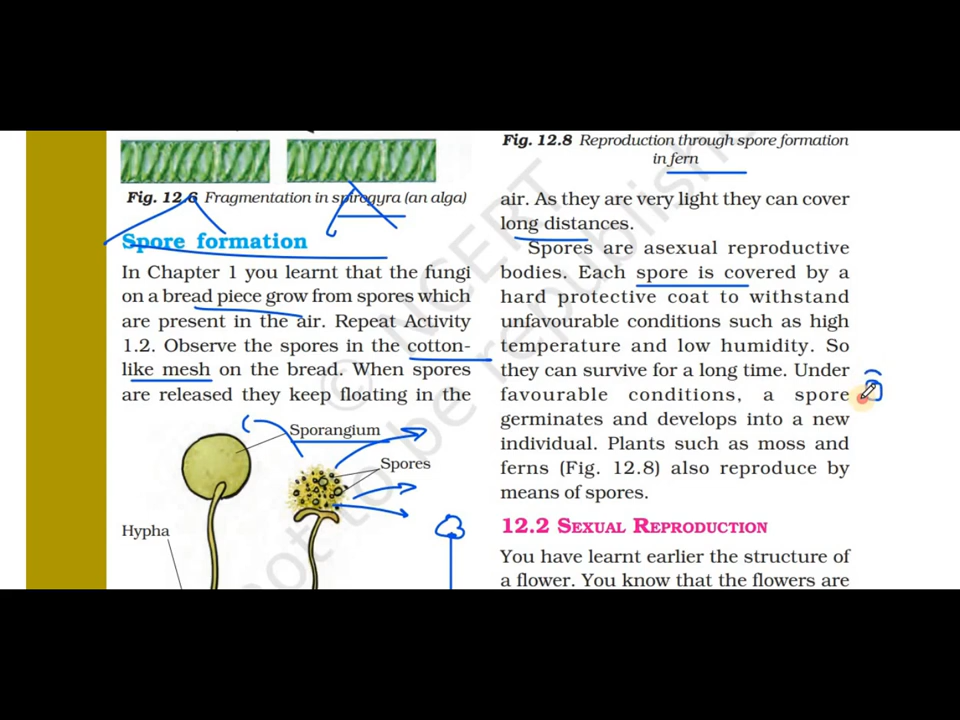 Fig. 12.6 Fragmentation in spirogyra (an alga)
Spore formation
In Chapter 1 you learnt that the fungi
on a bread piece grow from spores which
are present in the air. Repeat Activity
1.2. Observe the spores in the cotton-
like mesh on the bread. When spores
are released they keep floating in the
Sporangium
Spores
Hypha
Fig. 12.8 Reproduction through spore formation
in fern
air. As they are very light they can cover
long distances.
Spores are asexual reproductive
bodies. Each spore is covered by a
hard protective coat to withstand
unfavourable conditions such as high
temperature and low humidity. So
they can survive for a long time. Under
favourable conditions, a spore
germinates and develops into a new
individual. Plants such as moss and
ferns (Fig. 12.8) also reproduce by
means of spores.
12.2 SEXUAL REPRODUCTION
You have learnt earlier the structure of
a flower. You know that the flowers are
© NCERT
not to be republish